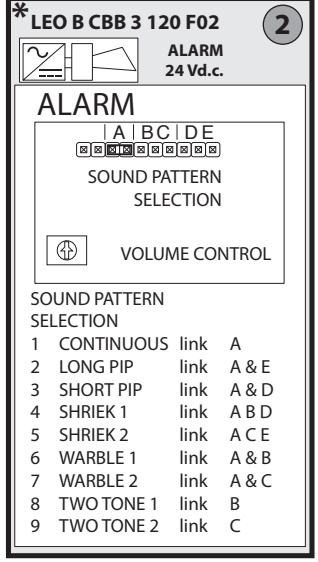 * LEO B CBB 3 120 F02 2
ALARM
24 Vd.c.
ALARM
| A | B C | D E
SOUND PATTERN
SELECTION
VOLUME CONTROL
SOUND PATTERN
SELECTION
1 CONTINUOUS link A
2 LONG PIP link A & E
3 SHORT PIP link A & D
4 SHRIEK 1 link A B D
5 SHRIEK 2 link A C E
6 WARBLE 1 link A & B
7 WARBLE 2 link A & C
8 TWO TONE 1 link B
9 TWO TONE 2 link C